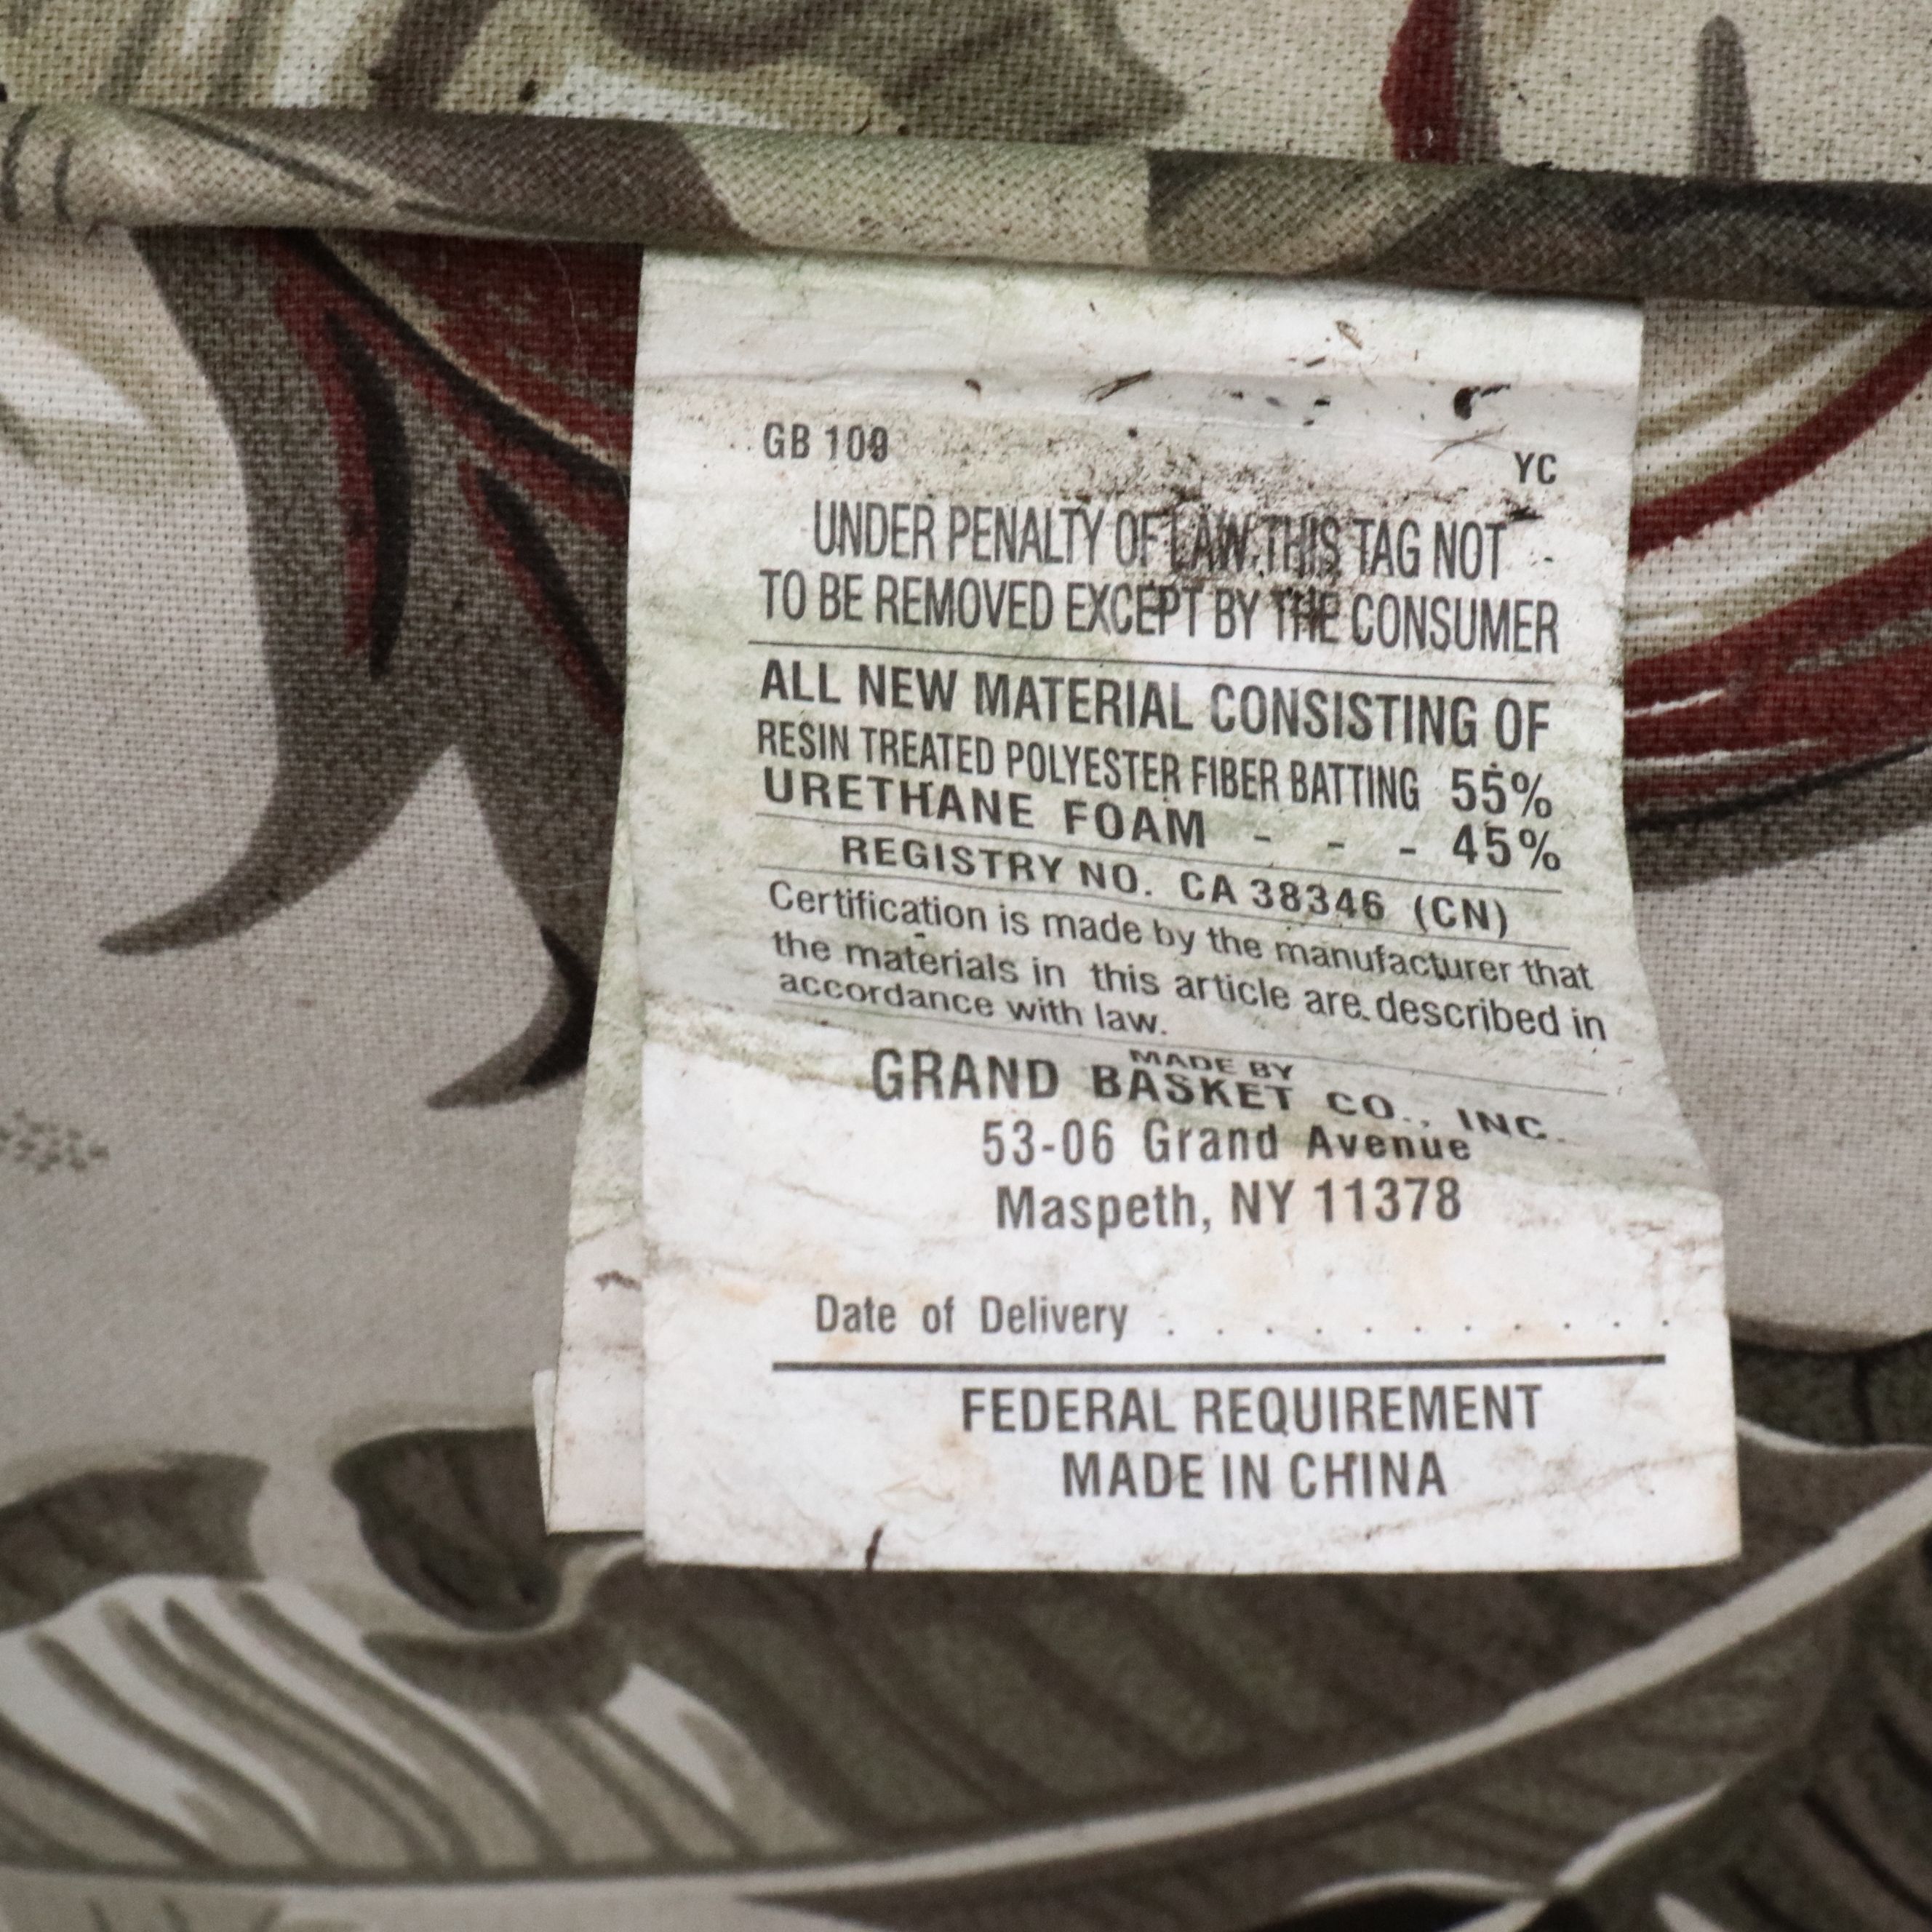 GB 109
YC
UNDER PENALTY OF LAW THIS TAG NOT
TO BE REMOVED EXCEPT BY THE CONSUMER
ALL NEW MATERIAL CONSISTING OF
RESIN TREATED POLYESTER FIBER BATTING 55%
URETHANE FOAM - - - 45%
REGISTRY NO. CA 38346 (CN)
Certification is made by the manufacturer that
the materials in this article are described in
accordance with law.
MADE BY
GRAND BASKET CO., INC.
53-06 Grand Avenue
Maspeth, NY 11378
Date of Delivery . . . . . . . . . . . .
FEDERAL REQUIREMENT
MADE IN CHINA